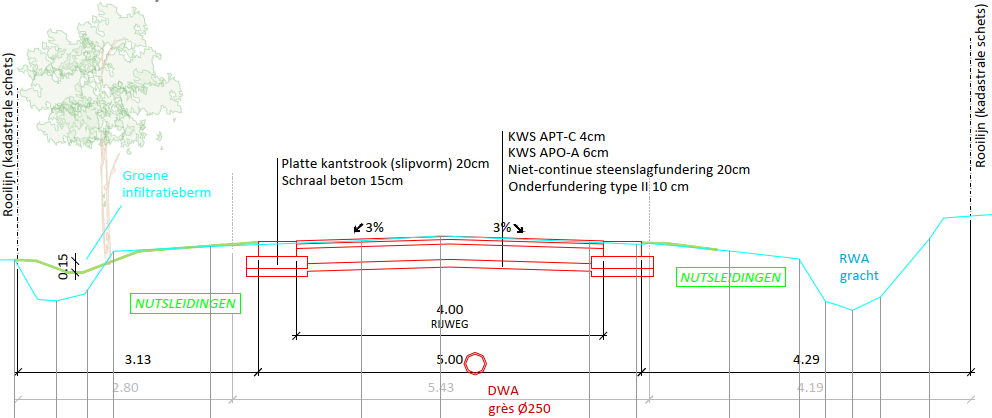 Rooilijn (kadastrale schets)
Rooilijn (kadastrale schets)
KWS APT-C 4cm
KWS APO-A 6cm
Niet-continue steenslagfundering 20cm
Onderfundering type II 10 cm
Platte kantstrook (slipvorm) 20cm
Schraal beton 15cm
Groene
infiltratieberm
3%
3%
0.15
RWA
gracht
NUTSLEIDINGEN
NUTSLEIDINGEN
4.00
RIJWEG
3.13
5.00
4.29
2.80
5.43
4.19
DWA
grès Ø250